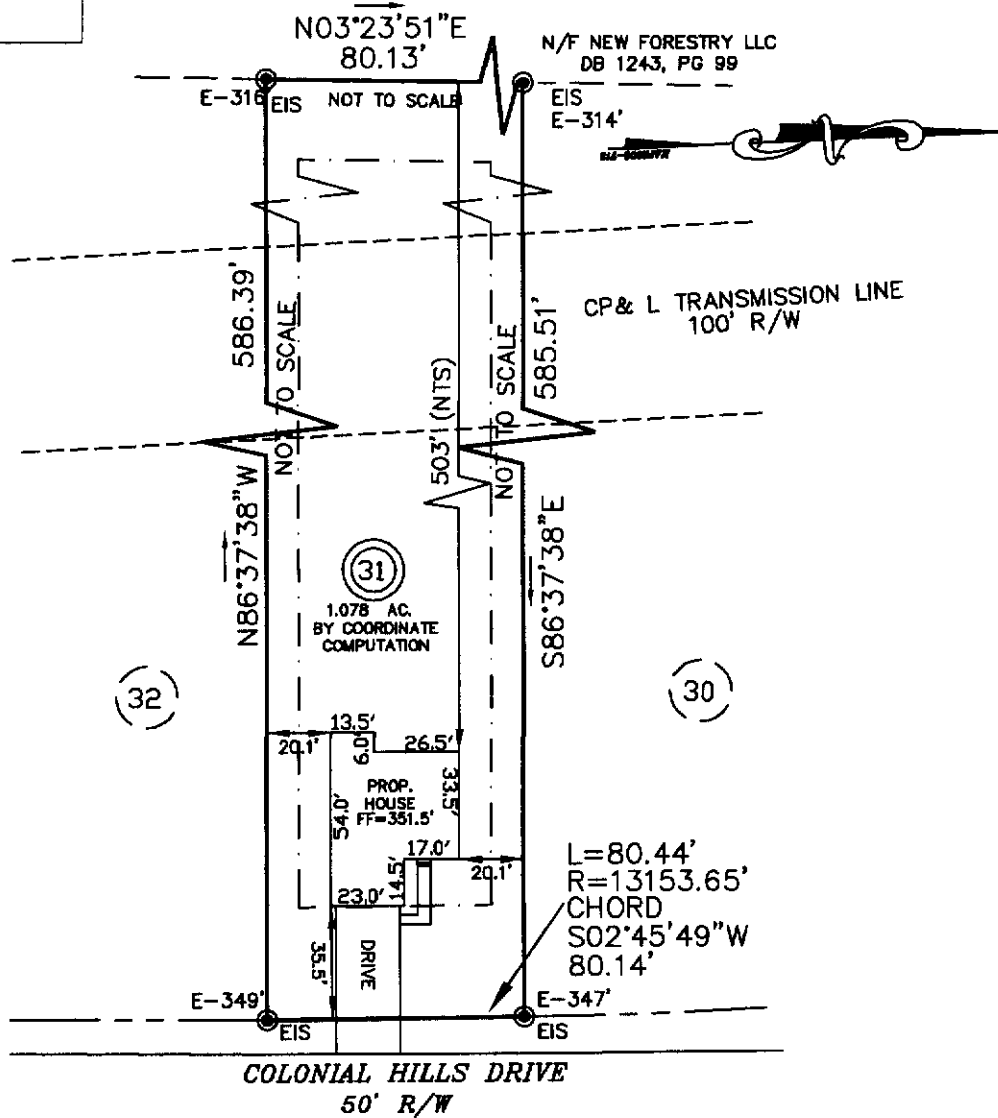 N03°23'51"E
80.13'
N/F NEW FORESTRY LLC
DB 1243, PG 99
E-316
EIS
NOT TO SCALE
EIS
E-314'
586.39'
NOT TO SCALE
N86°37'38"W
503' (NTS)
NOT TO SCALE
585.51'
S86°37'38"E
CP& L TRANSMISSION LINE
100' R/W
31
1.078 AC.
BY COORDINATE
COMPUTATION
32
30
13.5'
20.1'
6.0'
26.5'
PROP.
HOUSE
FF=351.5'
54.0'
33.5'
17.0'
14.5'
20.1'
23.0'
35.5'
DRIVE
L=80.44'
R=13153.65'
CHORD
S02°45'49"W
80.14'
E-349'
EIS
E-347'
EIS
COLONIAL HILLS DRIVE
50' R/W